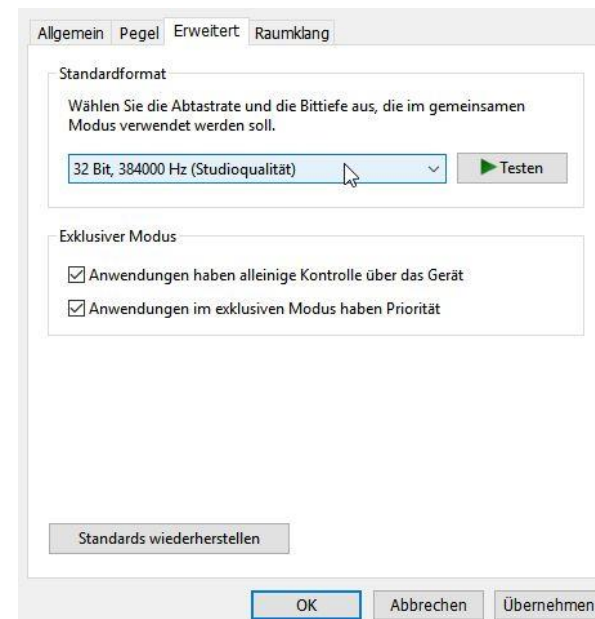 Allgemein Pegel Erweitert Raumklang
Standardformat
Wählen Sie die Abtastrate und die Bittiefe aus, die im gemeinsamen
Modus verwendet werden soll.
32 Bit, 384000 Hz (Studioqualität) Testen
Exklusiver Modus
Anwendungen haben alleinige Kontrolle über das Gerät
Anwendungen im exklusiven Modus haben Priorität
Standards wiederherstellen
OK Abbrechen Übernehmen